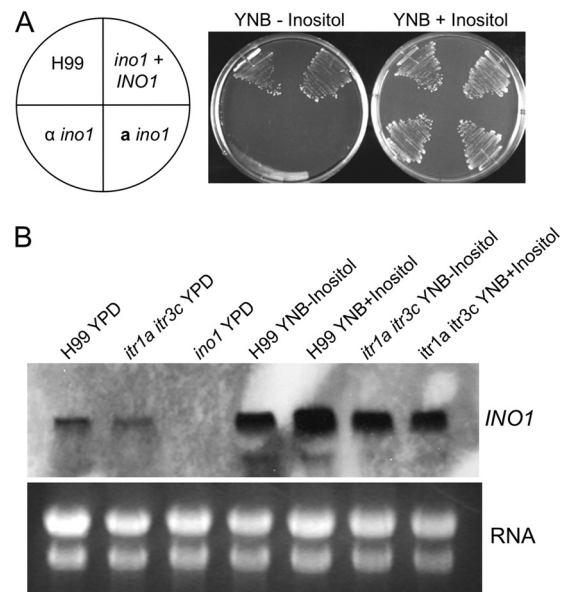 A
YNB - Inositol
YNB + Inositol
H99
ino1 +
INO1
α ino1
a ino1
B
H99 YPD
itr1a itr3c YPD
ino1 YPD
H99 YNB-Inositol
H99 YNB+Inositol
itr1a itr3c YNB-Inositol
itr1a itr3c YNB+Inositol
INO1
RNA